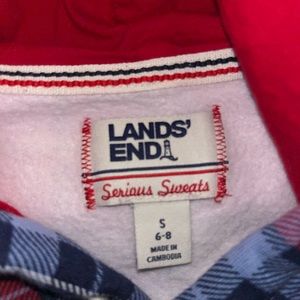 LANDS'
END
Serious Sweats
S
6-8
MADE IN
CAMBODIA